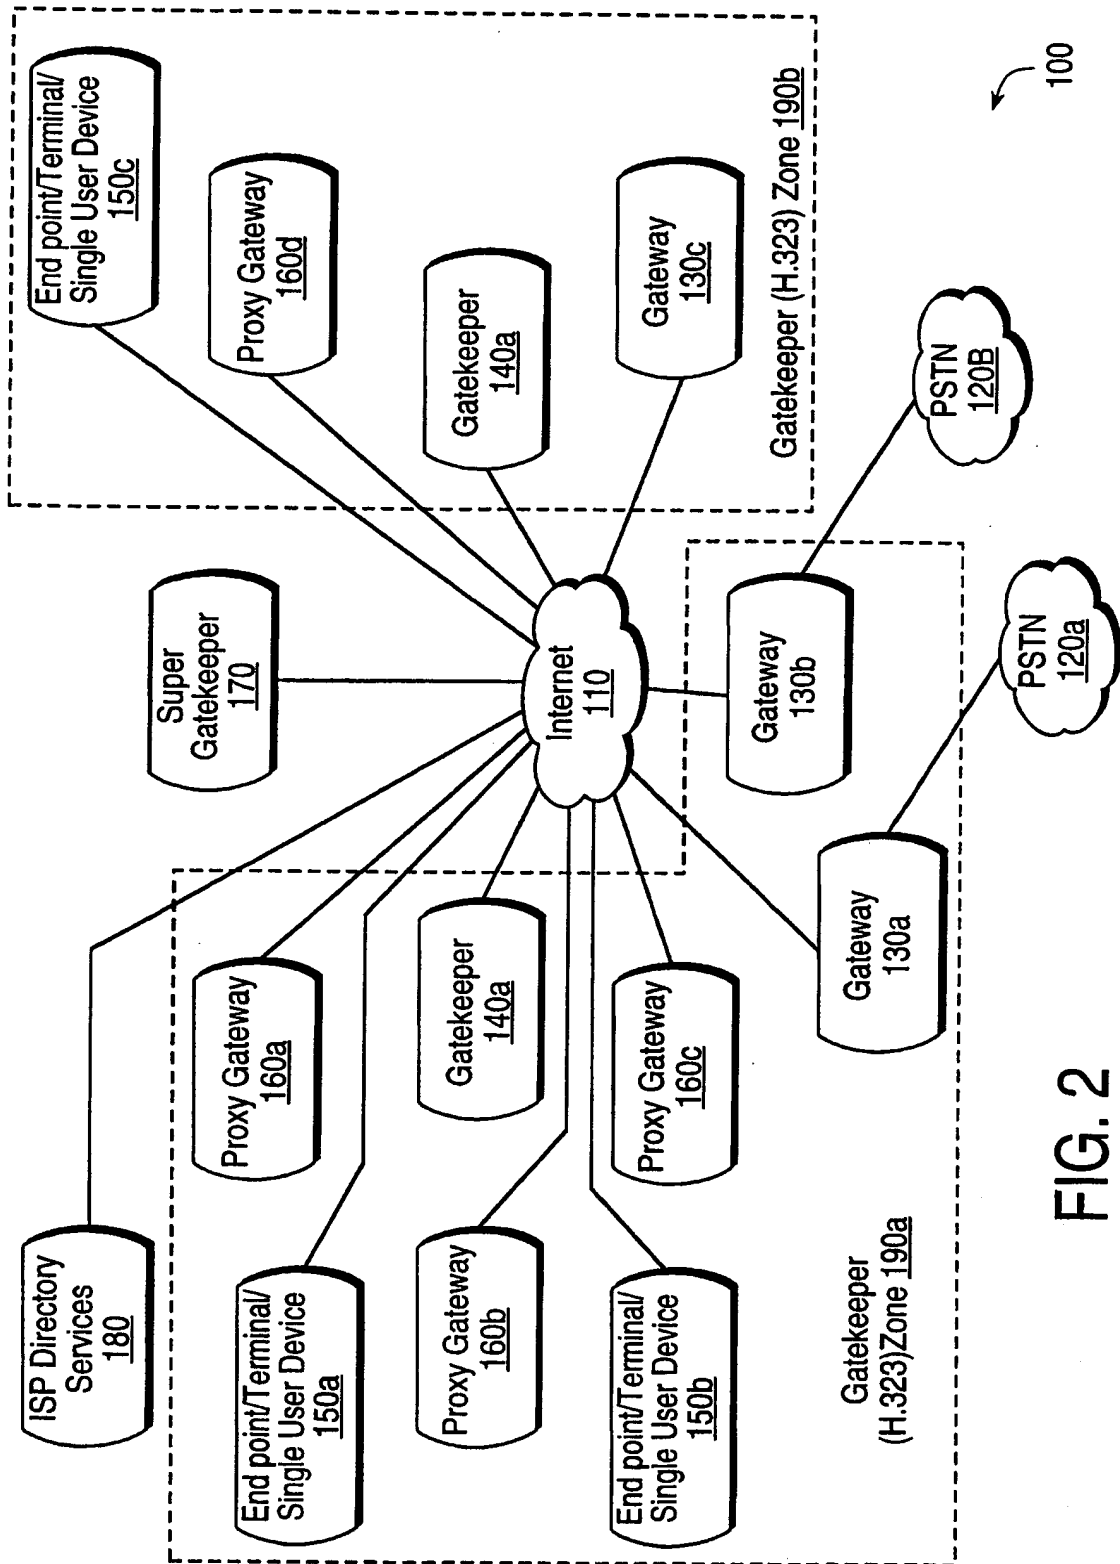 ISP Directory
Services
180
End point/Terminal/
Single User Device
150a
Proxy Gateway
160b
End point/Terminal/
Single User Device
150b
Gatekeeper
(H.323)Zone 190a
Proxy Gateway
160a
Gatekeeper
140a
Proxy Gateway
160c
Gateway
130a
Super
Gatekeeper
170
Internet
110
Gateway
130b
PSTN
120a
End point/Terminal/
Single User Device
150c
Proxy Gateway
160d
Gatekeeper
140a
Gateway
130c
Gatekeeper (H.323) Zone 190b
PSTN
120B
100
FIG. 2